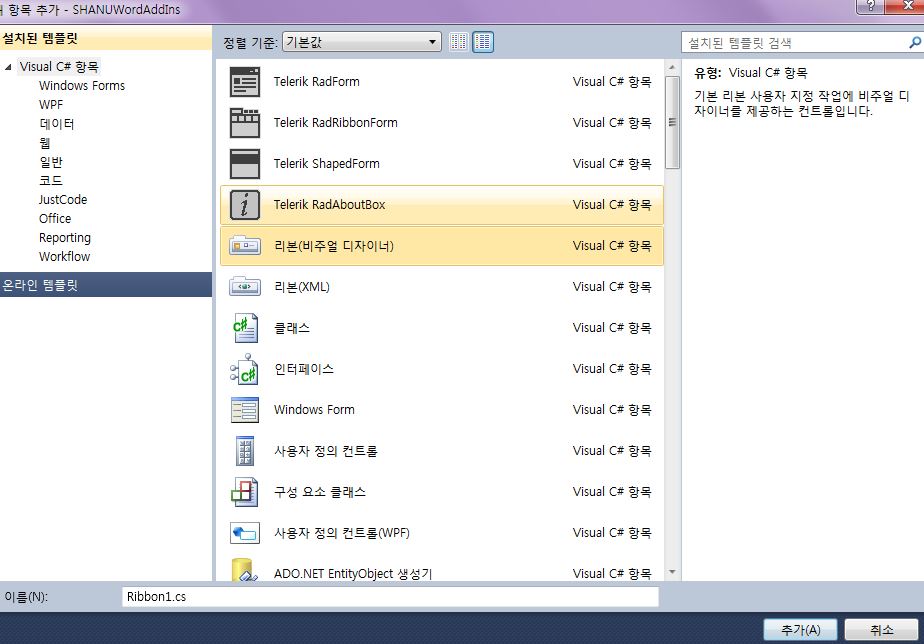 항목 추가 - SHANUWordAddIns
?
설치된 템플릿
정렬 기준: 기본값
설치된 템플릿 검색
Visual C# 항목
Windows Forms
WPF
데이터
웹
일반
코드
JustCode
Office
Reporting
Workflow
온라인 템플릿
Telerik RadForm Visual C# 항목
Telerik RadRibbonForm Visual C# 항목
Telerik ShapedForm Visual C# 항목
Telerik RadAboutBox Visual C# 항목
리본(비주얼 디자이너) Visual C# 항목
리본(XML) Visual C# 항목
클래스 Visual C# 항목
인터페이스 Visual C# 항목
Windows Form Visual C# 항목
사용자 정의 컨트롤 Visual C# 항목
구성 요소 클래스 Visual C# 항목
사용자 정의 컨트롤(WPF) Visual C# 항목
ADO.NET EntityObject 생성기 Visual C# 항목
유형: Visual C# 항목
기본 리본 사용자 지정 작업에 비주얼 디
자이너를 제공하는 컨트롤입니다.
이름(N): Ribbon1.cs
추가(A) 취소